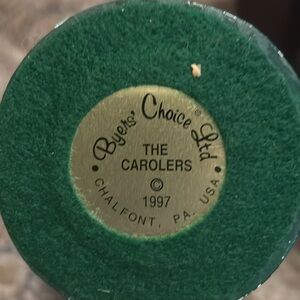 Byers' Choice Ltd
® 
• THE •
CAROLERS
©
1997
CHALFONT, PA. USA